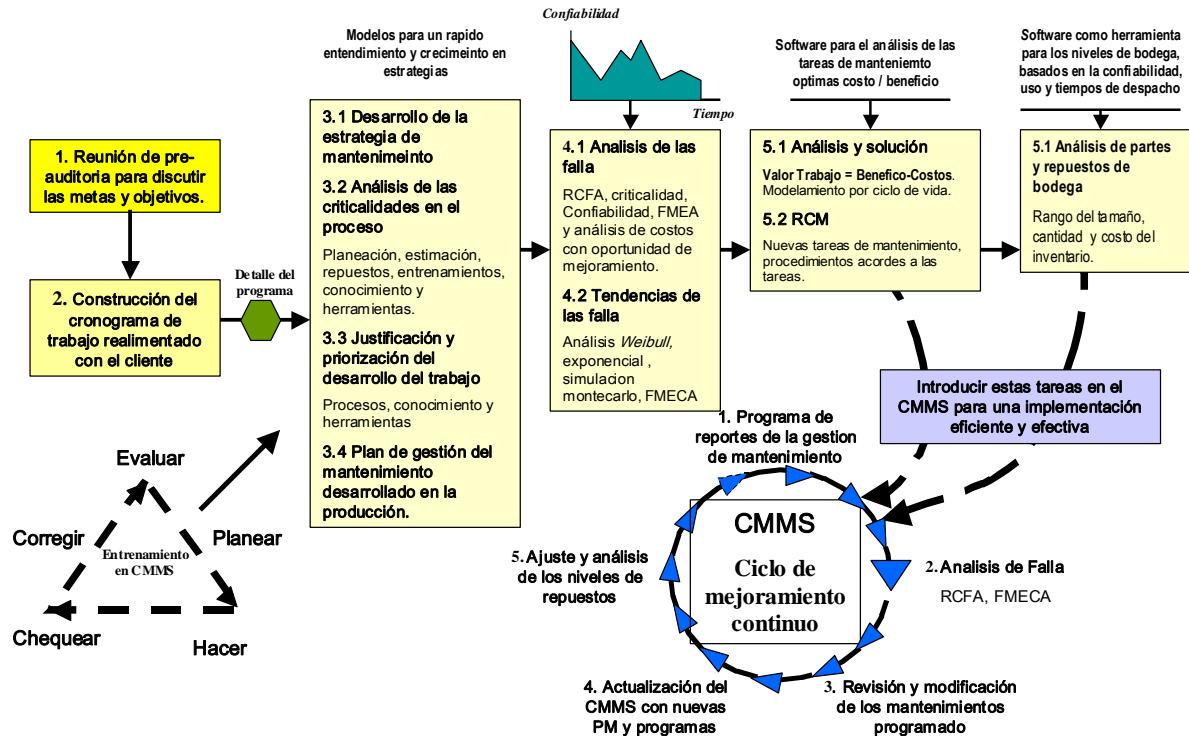 Modelos para un rapido
entendimiento y crecimeinto en
estrategias
Confiabilidad
Tiempo
Software para el análisis de las
tareas de manteniemto
optimas costo / beneficio
Software como herramienta
para los niveles de bodega,
basados en la confiabilidad,
uso y tiempos de despacho
1. Reunión de pre-
auditoria para discutir
las metas y objetivos.
2. Construcción del
cronograma de
trabajo realimentado
con el cliente
Detalle del
programa
3.1 Desarrollo de la
estrategia de
mantenimeinto
3.2 Análisis de las
criticalidades en el
proceso
Planeación, estimación,
repuestos, entrenamientos,
conocimiento y
herramientas.
3.3 Justificación y
priorización del
desarrollo del trabajo
Procesos, conocimiento y
herramientas
3.4 Plan de gestión del
mantenimiento
desarrollado en la
producción.
4.1 Analisis de las
falla
RCFA, criticalidad,
Confiabilidad, FMEA
y análisis de costos
con oportunidad de
mejoramiento.
4.2 Tendencias de
las falla
Análisis Weibull,
exponencial ,
simulacion
montecarlo, FMECA
5.1 Análisis y solución
Valor Trabajo = Benefico-Costos.
Modelamiento por ciclo de vida.
5.2 RCM
Nuevas tareas de mantenimiento,
procedimientos acordes a las
tareas.
5.1 Análisis de partes
y repuestos de
bodega
Rango del tamaño,
cantidad y costo del
inventario.
Introducir estas tareas en el
CMMS para una implementación
eficiente y efectiva
Evaluar
Corregir
Planear
Entrenamiento
en CMMS
Chequear
Hacer
1. Programa de
reportes de la gestion
de mantenimiento
CMMS
Ciclo de
mejoramiento
continuo
2. Analisis de Falla
RCFA, FMECA
3. Revisión y modificación
de los mantenimientos
programado
4. Actualización del
CMMS con nuevas
PM y programas
5. Ajuste y análisis
de los niveles de
repuestos